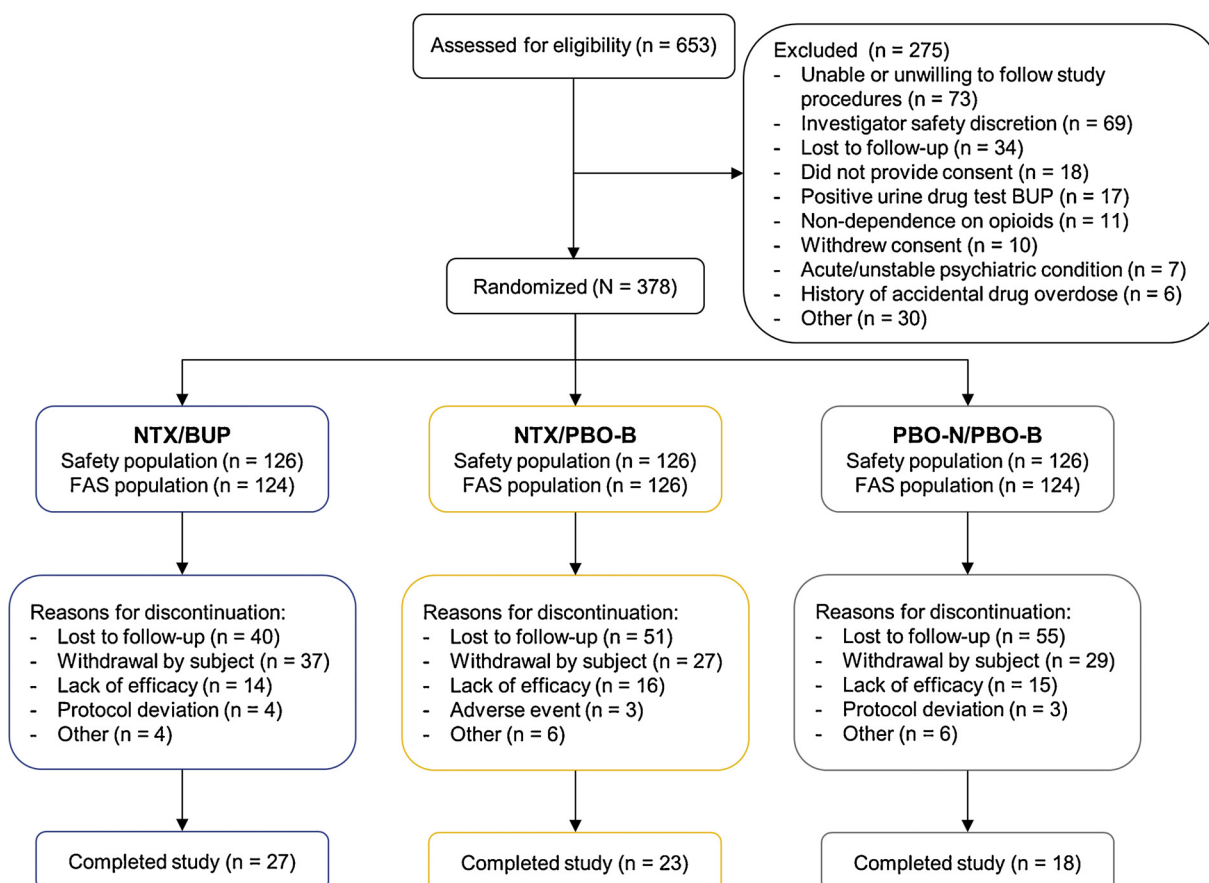 Assessed for eligibility (n = 653)
Excluded (n = 275)
- Unable or unwilling to follow study
procedures (n = 73)
- Investigator safety discretion (n = 69)
- Lost to follow-up (n = 34)
- Did not provide consent (n = 18)
- Positive urine drug test BUP (n = 17)
- Non-dependence on opioids (n = 11)
- Withdrew consent (n = 10)
- Acute/unstable psychiatric condition (n = 7)
- History of accidental drug overdose (n = 6)
- Other (n = 30)
Randomized (N = 378)
NTX/BUP
Safety population (n = 126)
FAS population (n = 124)
NTX/PBO-B
Safety population (n = 126)
FAS population (n = 126)
PBO-N/PBO-B
Safety population (n = 126)
FAS population (n = 124)
Reasons for discontinuation:
- Lost to follow-up (n = 40)
- Withdrawal by subject (n = 37)
- Lack of efficacy (n = 14)
- Protocol deviation (n = 4)
- Other (n = 4)
Reasons for discontinuation:
- Lost to follow-up (n = 51)
- Withdrawal by subject (n = 27)
- Lack of efficacy (n = 16)
- Adverse event (n = 3)
- Other (n = 6)
Reasons for discontinuation:
- Lost to follow-up (n = 55)
- Withdrawal by subject (n = 29)
- Lack of efficacy (n = 15)
- Protocol deviation (n = 3)
- Other (n = 6)
Completed study (n = 27)
Completed study (n = 23)
Completed study (n = 18)